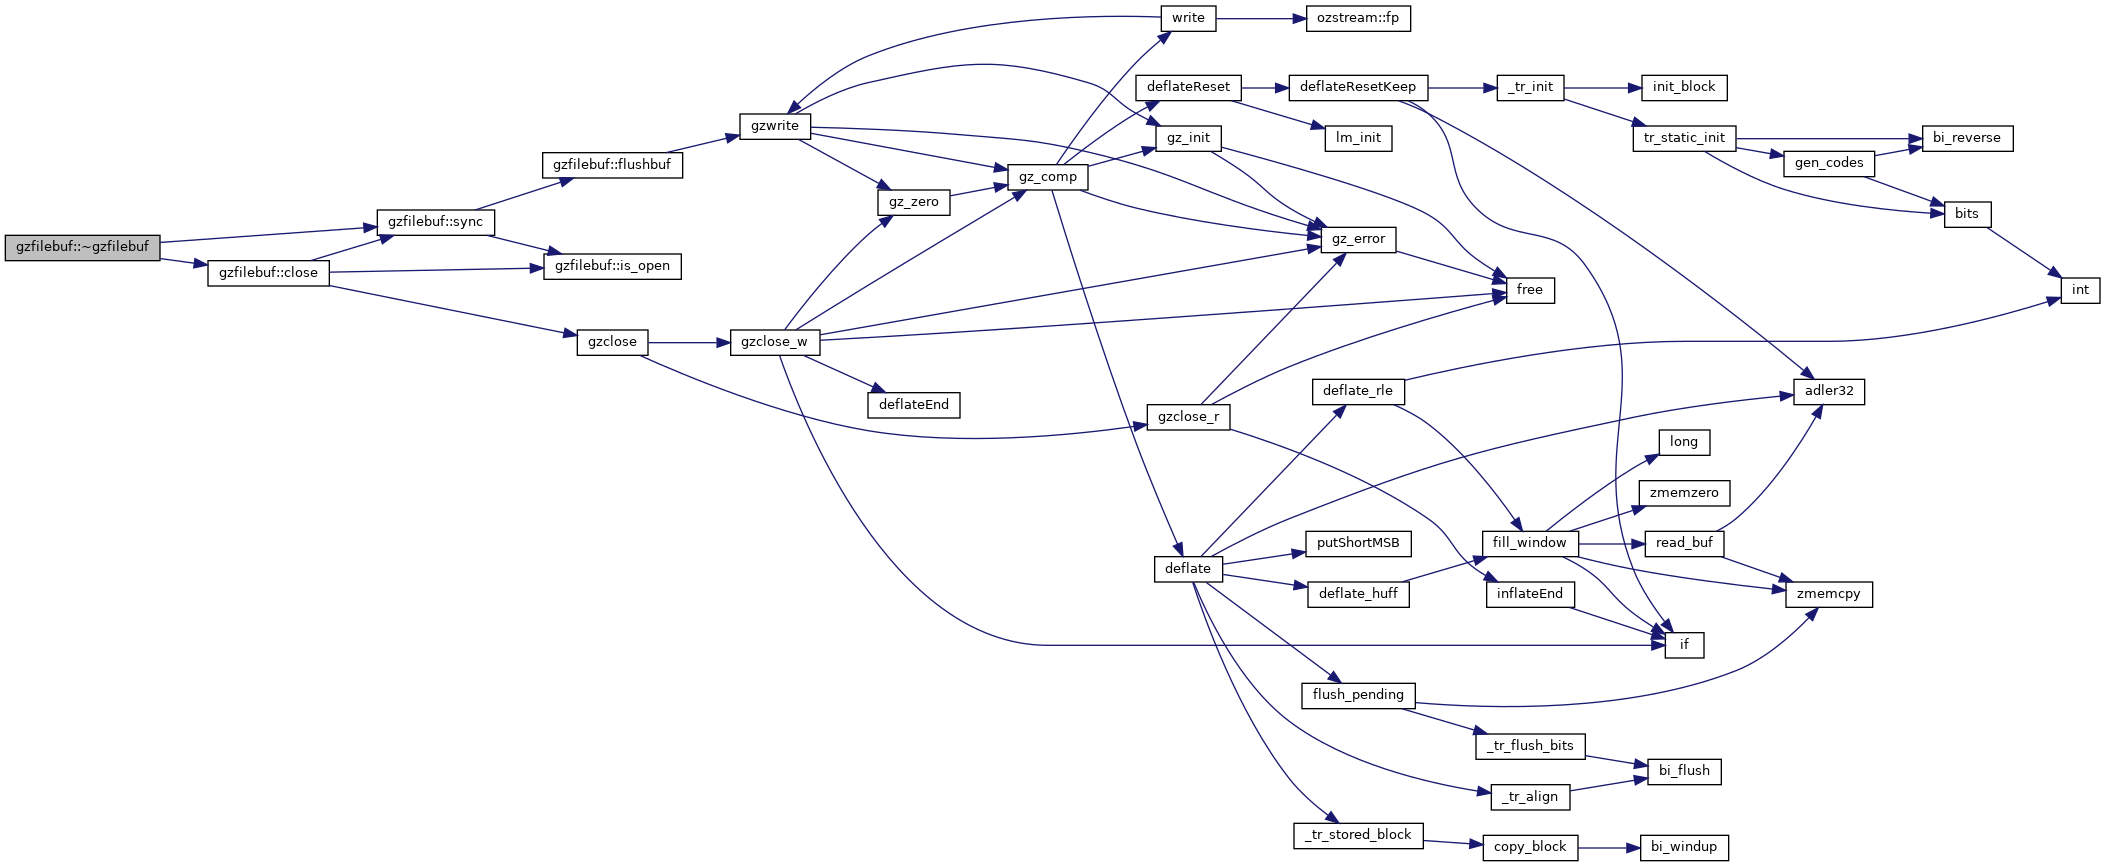 gzfilebuf::~gzfilebuf
gzfilebuf::sync
gzfilebuf::close
gzfilebuf::flushbuf
gzfilebuf::is_open
gzclose
gzwrite
gzclose_w
gz_zero
deflateEnd
gz_comp
write
ozstream::fp
deflateReset
deflateResetKeep
lm_init
gz_init
gz_error
free
gzclose_r
deflate
deflate_rle
putShortMSB
deflate_huff
flush_pending
_tr_stored_block
_tr_init
init_block
tr_static_init
bi_reverse
gen_codes
bits
int
adler32
long
zmemzero
fill_window
read_buf
inflateEnd
zmemcpy
if
_tr_flush_bits
bi_flush
_tr_align
copy_block
bi_windup